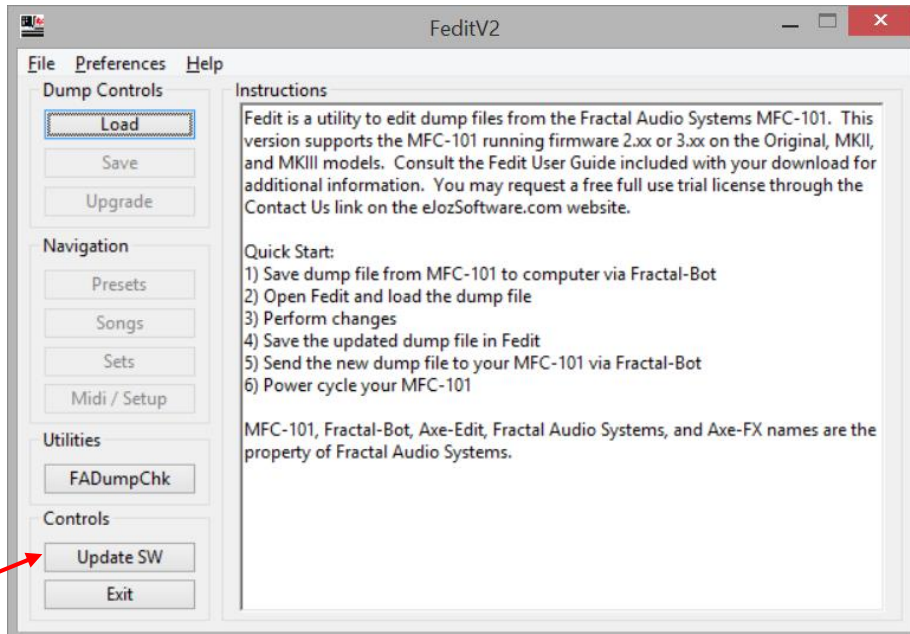 FeditV2
File Preferences Help
Dump Controls
Load
Save
Upgrade
Navigation
Presets
Songs
Sets
Midi / Setup
Utilities
FADumpChk
Controls
Update SW
Exit
Instructions
Fedit is a utility to edit dump files from the Fractal Audio Systems MFC-101. This
version supports the MFC-101 running firmware 2.xx or 3.xx on the Original, MKII,
and MKIII models. Consult the Fedit User Guide included with your download for
additional information. You may request a free full use trial license through the
Contact Us link on the eJozSoftware.com website.
Quick Start:
1) Save dump file from MFC-101 to computer via Fractal-Bot
2) Open Fedit and load the dump file
3) Perform changes
4) Save the updated dump file in Fedit
5) Send the new dump file to your MFC-101 via Fractal-Bot
6) Power cycle your MFC-101
MFC-101, Fractal-Bot, Axe-Edit, Fractal Audio Systems, and Axe-FX names are the
property of Fractal Audio Systems.